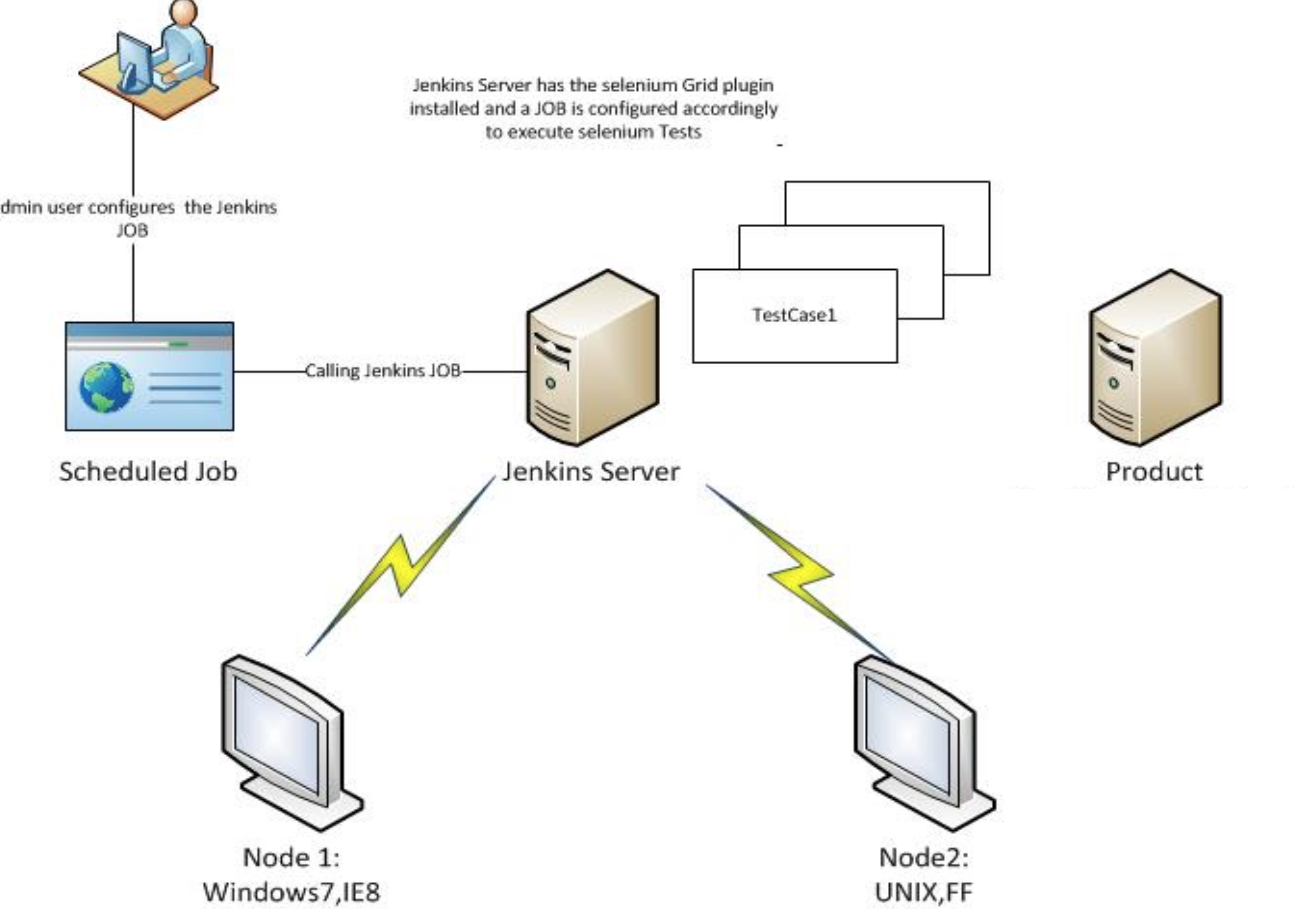 Jenkins Server has the selenium Grid plugin
installed and a JOB is configured accordingly
to execute selenium Tests
-
dmin user configures the Jenkins
JOB
TestCase1
Calling Jenkins JOB
Scheduled Job
Jenkins Server
Product
Node 1:
Windows7,IE8
Node2:
UNIX,FF